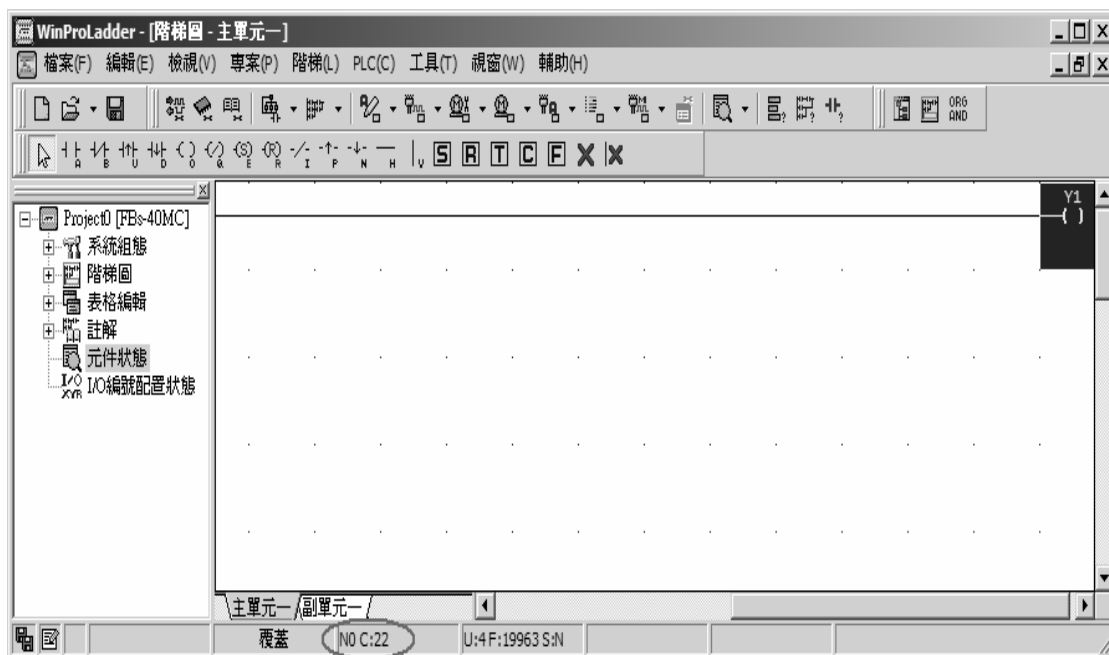 WinProLadder - [階梯圖 - 主單元一]
檔案(F) 編輯(E) 檢視(V) 專案(P) 階梯(L) PLC(C) 工具(T) 視窗(W) 輔助(H)
ORG
AND
A B U D O Q E R I P N H V S R T C F
Project0 [FBs-40MC]
系統組態
階梯圖
表格編輯
註解
元件狀態
I/O編號配置狀態
Y1
主單元一 副單元一
覆蓋 N0 C:22 U:4 F:19963 S:N